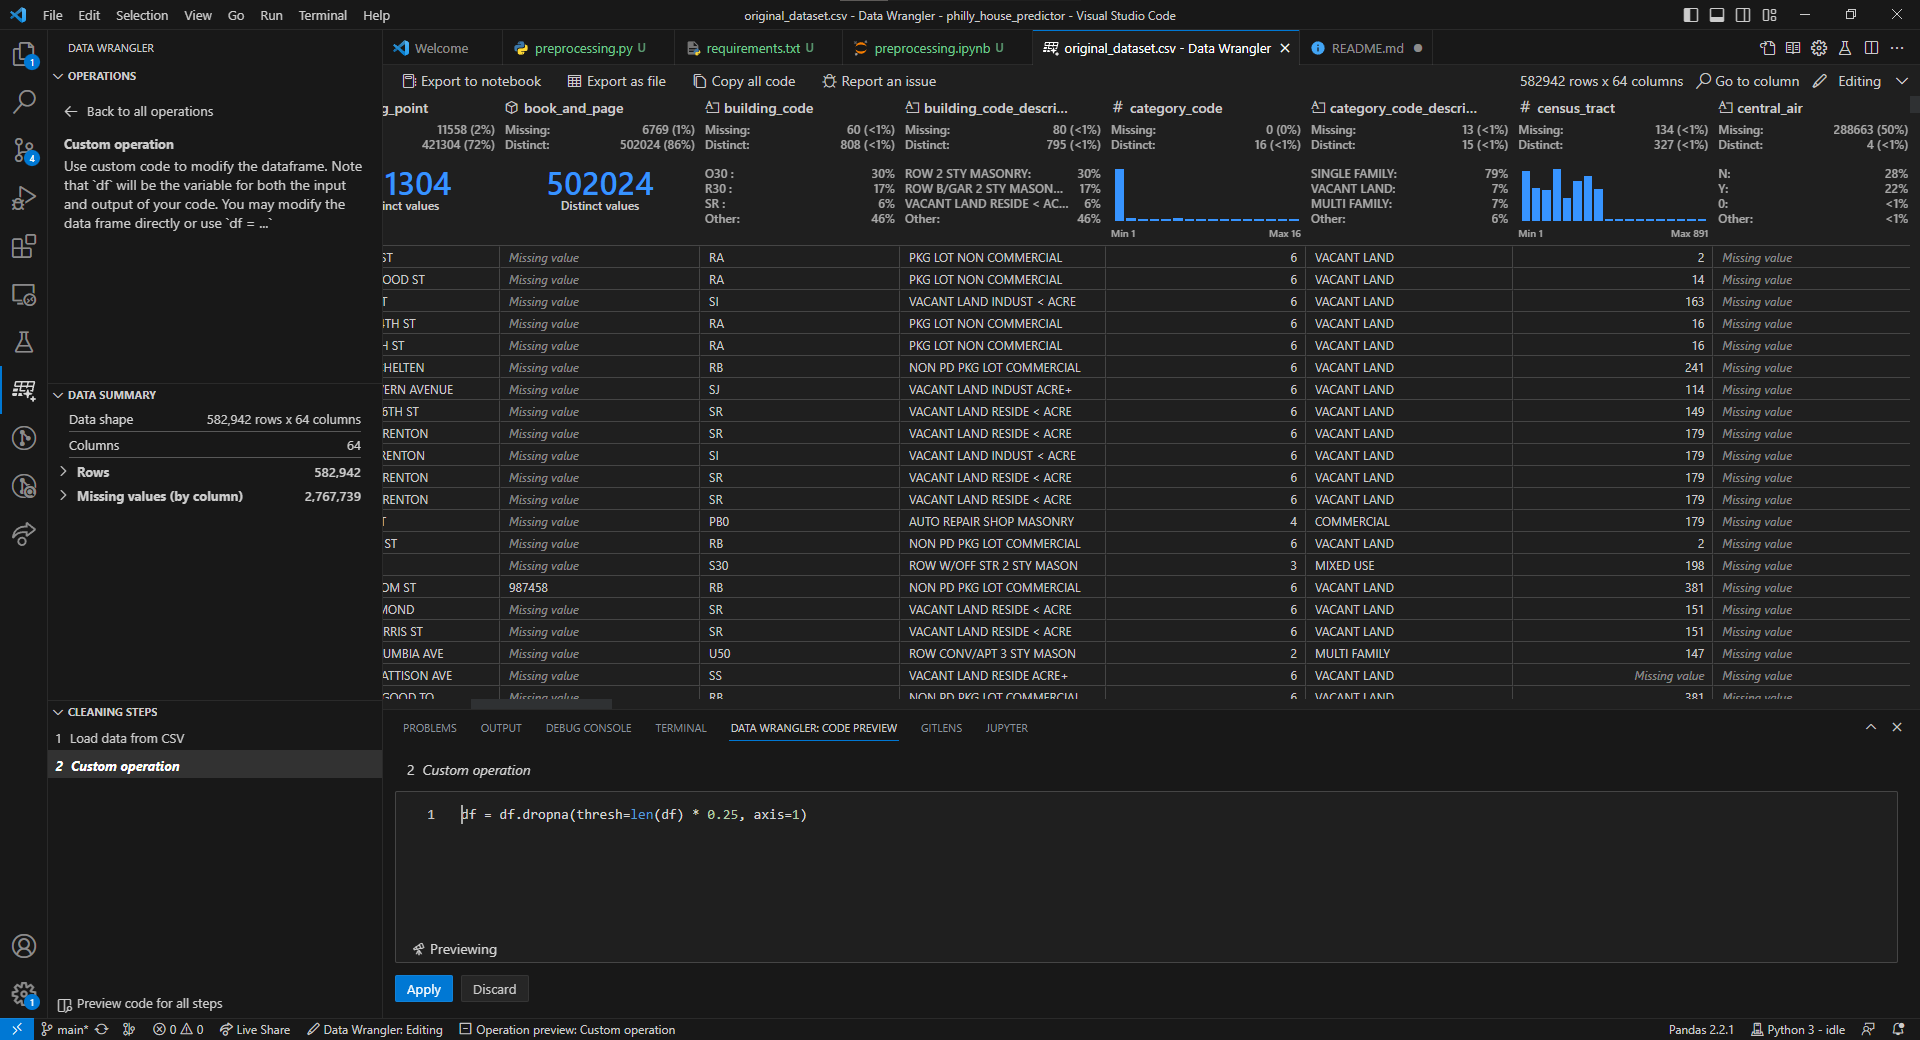 File Edit Selection View Go Run Terminal Help
original_dataset.csv - Data Wrangler - philly_house_predictor - Visual Studio Code
DATA WRANGLER
OPERATIONS
Back to all operations
Custom operation
Use custom code to modify the dataframe. Note
that `df` will be the variable for both the input
and output of your code. You may modify the
data frame directly or use `df = ...`
DATA SUMMARY
Data shape 582,942 rows x 64 columns
Columns 64
Rows 582,942
Missing values (by column) 2,767,739
CLEANING STEPS
1 Load data from CSV
2 Custom operation
Preview code for all steps
Welcome
preprocessing.py U
requirements.txt U
preprocessing.ipynb U
original_dataset.csv - Data Wrangler
README.md
Export to notebook
Export as file
Copy all code
Report an issue
582942 rows x 64 columns
Go to column
Editing
g_point book_and_page building_code building_code_descri... category_code category_code_descri... census_tract central_air
11558 (2%) Missing: 6769 (1%) Missing: 60 (<1%) Missing: 80 (<1%) Missing: 0 (0%) Missing: 13 (<1%) Missing: 134 (<1%) Missing: 288663 (50%)
421304 (72%) Distinct: 502024 (86%) Distinct: 808 (<1%) Distinct: 795 (<1%) Distinct: 16 (<1%) Distinct: 15 (<1%) Distinct: 327 (<1%) Distinct: 4 (<1%)
1304 502024 O30 : 30% ROW 2 STY MASONRY: 30% SINGLE FAMILY: 79% N: 28%
R30 : 17% ROW B/GAR 2 STY MASON... 17% VACANT LAND: 7% Y: 22%
inct values Distinct values SR : 6% VACANT LAND RESIDE < AC... 6% MULTI FAMILY: 7% 0: <1%
Other: 46% Other: 46% Other: 6% Other: <1%
Min 1 Max 16 Min 1 Max 891
ST Missing value RA PKG LOT NON COMMERCIAL 6 VACANT LAND 2 Missing value
OOD ST Missing value RA PKG LOT NON COMMERCIAL 6 VACANT LAND 14 Missing value
T Missing value SI VACANT LAND INDUST < ACRE 6 VACANT LAND 163 Missing value
4TH ST Missing value RA PKG LOT NON COMMERCIAL 6 VACANT LAND 16 Missing value
H ST Missing value RA PKG LOT NON COMMERCIAL 6 VACANT LAND 16 Missing value
CHELTEN Missing value RB NON PD PKG LOT COMMERCIAL 6 VACANT LAND 241 Missing value
VERN AVENUE Missing value SJ VACANT LAND INDUST ACRE+ 6 VACANT LAND 114 Missing value
6TH ST Missing value SR VACANT LAND RESIDE < ACRE 6 VACANT LAND 149 Missing value
RENTON Missing value SR VACANT LAND RESIDE < ACRE 6 VACANT LAND 179 Missing value
RENTON Missing value SI VACANT LAND INDUST < ACRE 6 VACANT LAND 179 Missing value
RENTON Missing value SR VACANT LAND RESIDE < ACRE 6 VACANT LAND 179 Missing value
RENTON Missing value SR VACANT LAND RESIDE < ACRE 6 VACANT LAND 179 Missing value
T Missing value PB0 AUTO REPAIR SHOP MASONRY 4 COMMERCIAL 179 Missing value
ST Missing value RB NON PD PKG LOT COMMERCIAL 6 VACANT LAND 2 Missing value
Missing value S30 ROW W/OFF STR 2 STY MASON 3 MIXED USE 198 Missing value
OM ST 987458 RB NON PD PKG LOT COMMERCIAL 6 VACANT LAND 381 Missing value
MOND Missing value SR VACANT LAND RESIDE < ACRE 6 VACANT LAND 151 Missing value
RRIS ST Missing value SR VACANT LAND RESIDE < ACRE 6 VACANT LAND 151 Missing value
UMBIA AVE Missing value U50 ROW CONV/APT 3 STY MASON 2 MULTI FAMILY 147 Missing value
ATTISON AVE Missing value SS VACANT LAND RESIDE ACRE+ 6 VACANT LAND Missing value Missing value
GOOD TO Missing value RB NON PD PKG LOT COMMERCIAL 6 VACANT LAND 381 Missing value
PROBLEMS OUTPUT DEBUG CONSOLE TERMINAL DATA WRANGLER: CODE PREVIEW GITLENS JUPYTER
2 Custom operation
1 df = df.dropna(thresh=len(df) * 0.25, axis=1)
Previewing
Apply Discard
main* 0 0 Live Share Data Wrangler: Editing Operation preview: Custom operation Pandas 2.2.1 Python 3 - idle